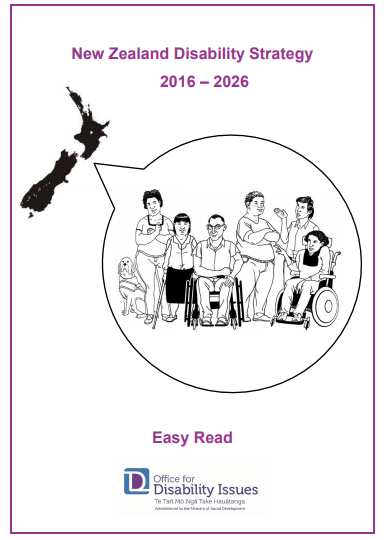 New Zealand Disability Strategy
2016 – 2026
Easy Read
Office for
Disability Issues
Te Tari Mō Ngā Take Hauātanga
Administered by the Ministry of Social Development